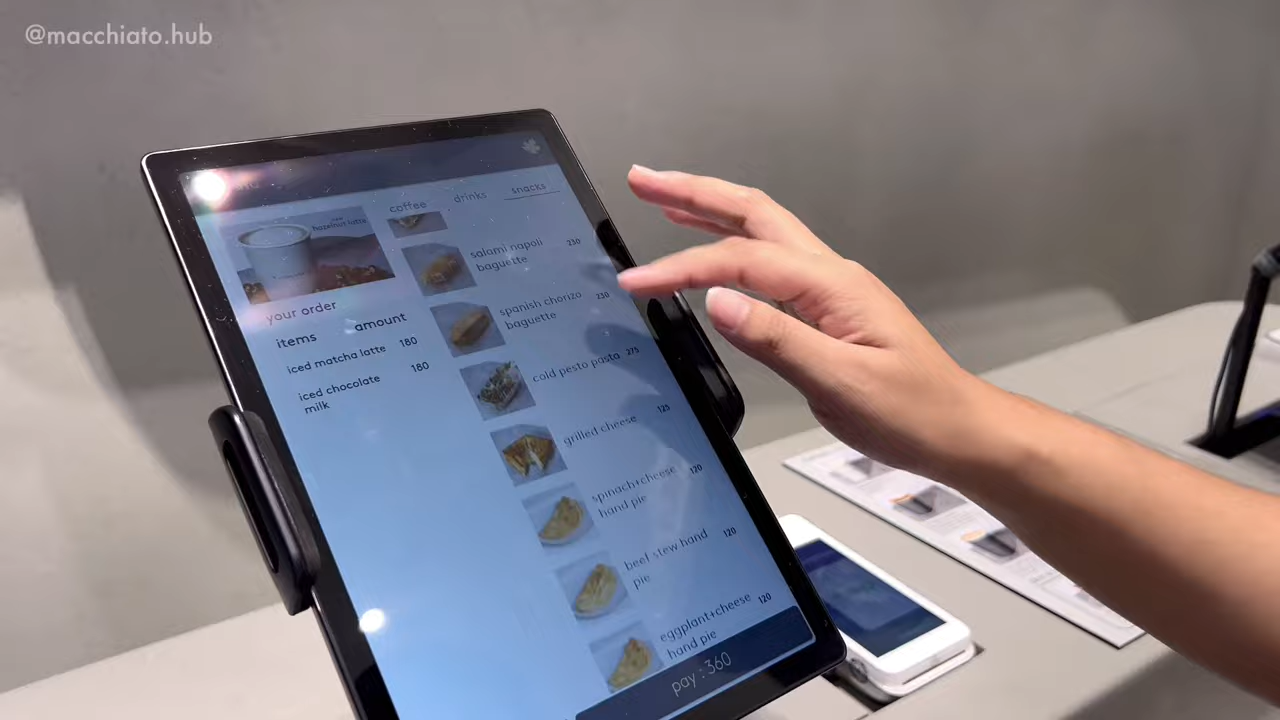 @macchiato.hub
coffee drinks snacks
new
hazelnut latte
your order
items amount
iced matcha latte 180
iced chocolate
milk 180
salami napoli
baguette 230
spanish chorizo
baguette 230
cold pesto pasta 275
grilled cheese 125
spinach+cheese
hand pie 120
beef stew hand
pie 120
eggplant+cheese
hand pie 120
pay : 360